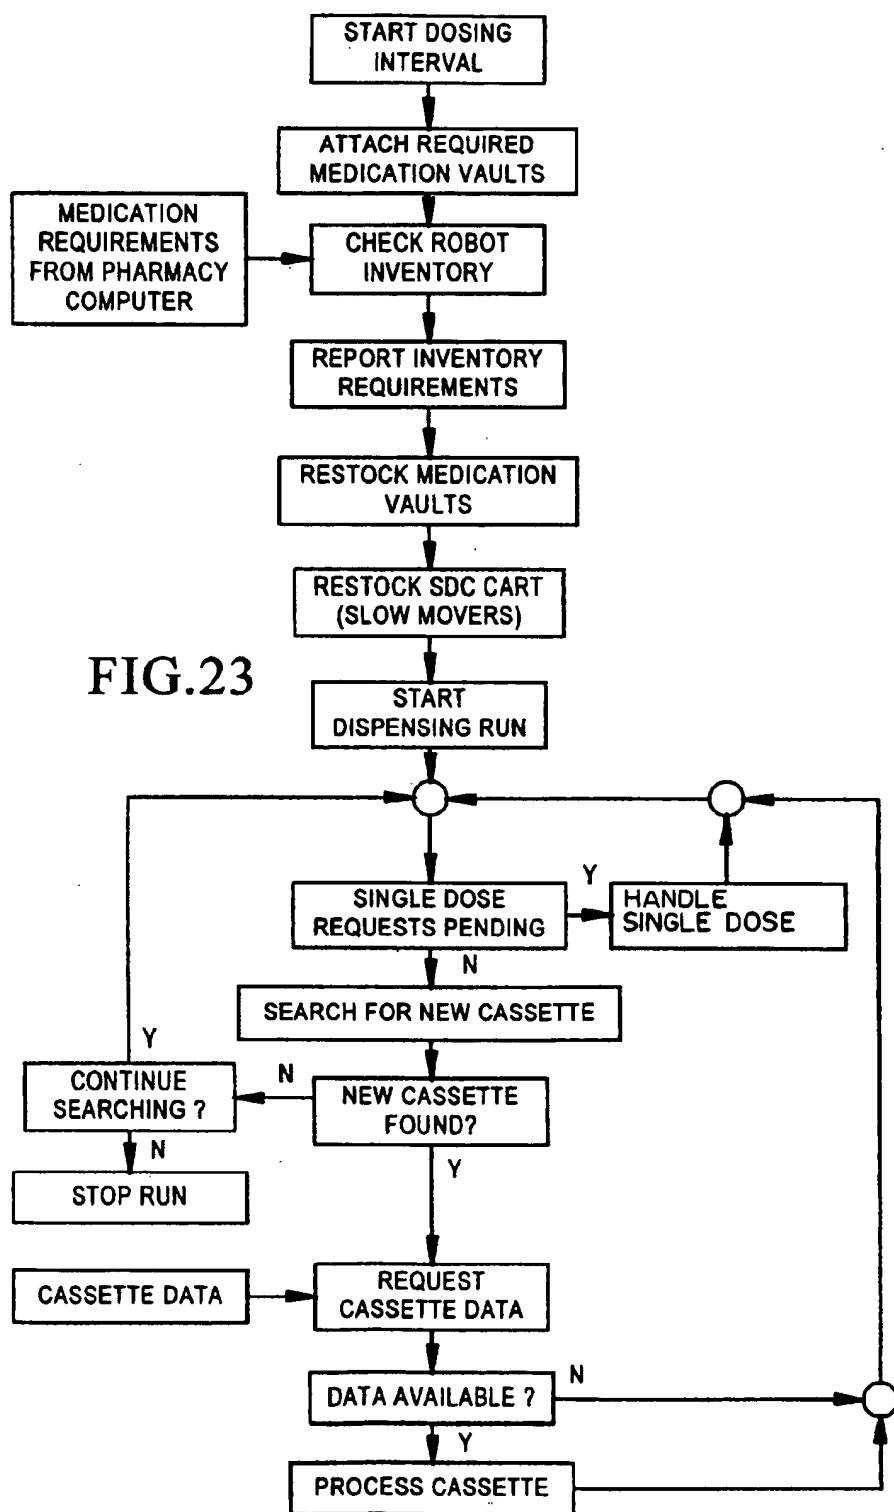 START DOSING
INTERVAL
ATTACH REQUIRED
MEDICATION VAULTS
MEDICATION
REQUIREMENTS
FROM PHARMACY
COMPUTER
CHECK ROBOT
INVENTORY
REPORT INVENTORY
REQUIREMENTS
RESTOCK MEDICATION
VAULTS
RESTOCK SDC CART
(SLOW MOVERS)
FIG.23
START
DISPENSING RUN
SINGLE DOSE
REQUESTS PENDING
Y
HANDLE
SINGLE DOSE
N
SEARCH FOR NEW CASSETTE
Y
CONTINUE
SEARCHING ?
N
NEW CASSETTE
FOUND?
N
Y
STOP RUN
CASSETTE DATA
REQUEST
CASSETTE DATA
DATA AVAILABLE ?
N
Y
PROCESS CASSETTE